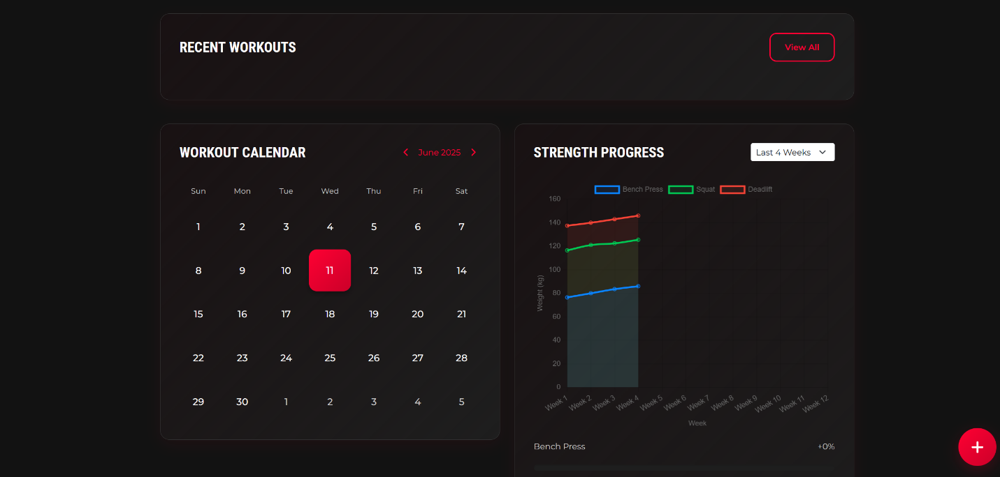 RECENT WORKOUTS
View All
WORKOUT CALENDAR
June 2025
Sun Mon Tue Wed Thu Fri Sat
1 2 3 4 5 6 7
8 9 10 11 12 13 14
15 16 17 18 19 20 21
22 23 24 25 26 27 28
29 30 1 2 3 4 5
STRENGTH PROGRESS
Last 4 Weeks
Bench Press Squat Deadlift
160
140
120
100
80
60
40
20
0
Weight (kg)
Week 1 Week 2 Week 3 Week 4 Week 5 Week 6 Week 7 Week 8 Week 9 Week 10 Week 11 Week 12
Week
Bench Press +0%
+